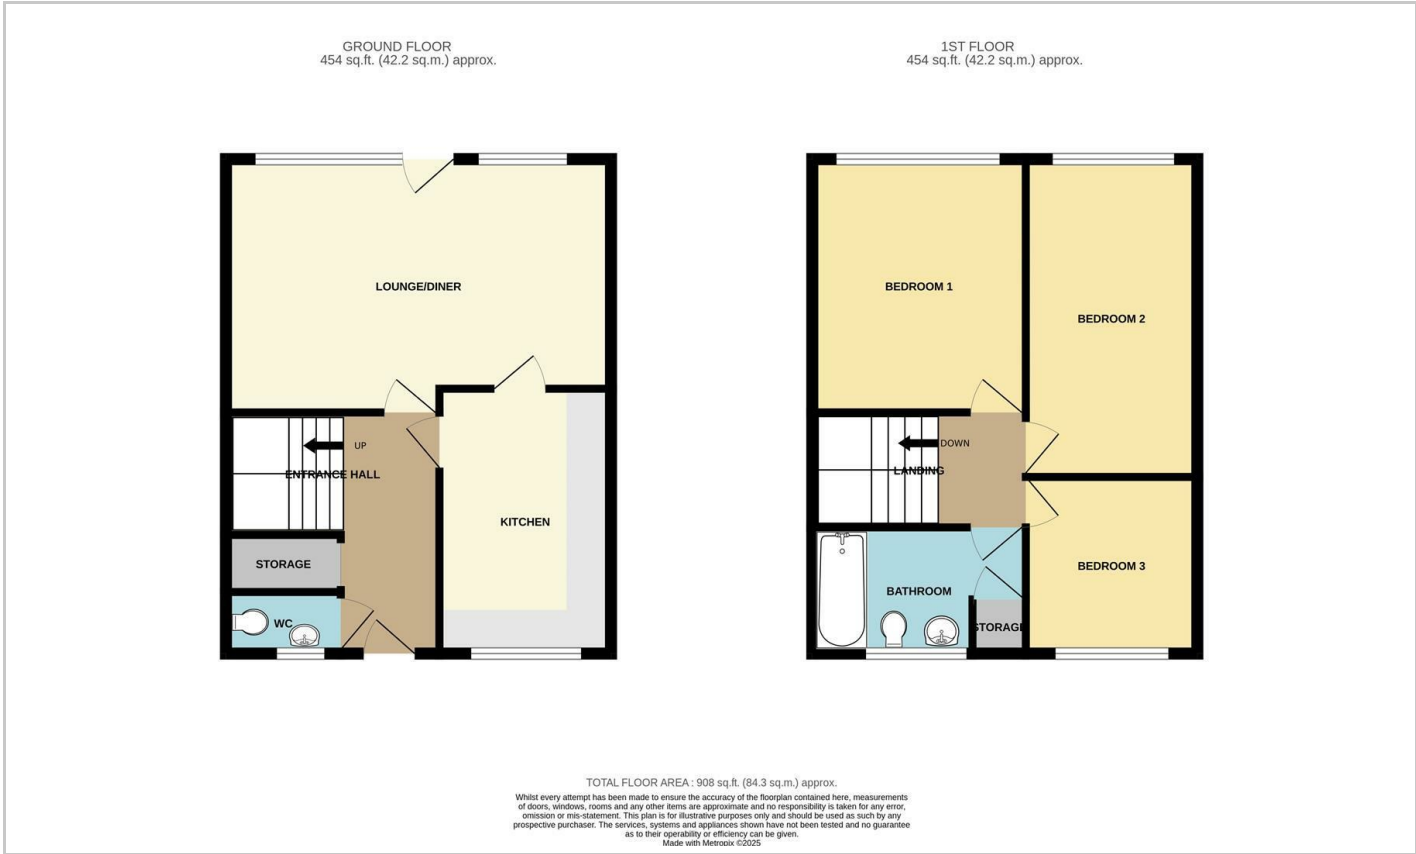 GROUND FLOOR
454 sq.ft. (42.2 sq.m.) approx.
LOUNGE/DINER
UP
ENTRANCE HALL
KITCHEN
STORAGE
WC
1ST FLOOR
454 sq.ft. (42.2 sq.m.) approx.
BEDROOM 1
BEDROOM 2
DOWN
LANDING
BEDROOM 3
BATHROOM
STORAGE
TOTAL FLOOR AREA : 908 sq.ft. (84.3 sq.m.) approx.
Whilst every attempt has been made to ensure the accuracy of the floorplan contained here, measurements
of doors, windows, rooms and any other items are approximate and no responsibility is taken for any error,
omission or mis-statement. This plan is for illustrative purposes only and should be used as such by any
prospective purchaser. The services, systems and appliances shown have not been tested and no guarantee
as to their operability or efficiency can be given.
Made with Metropix ©2025